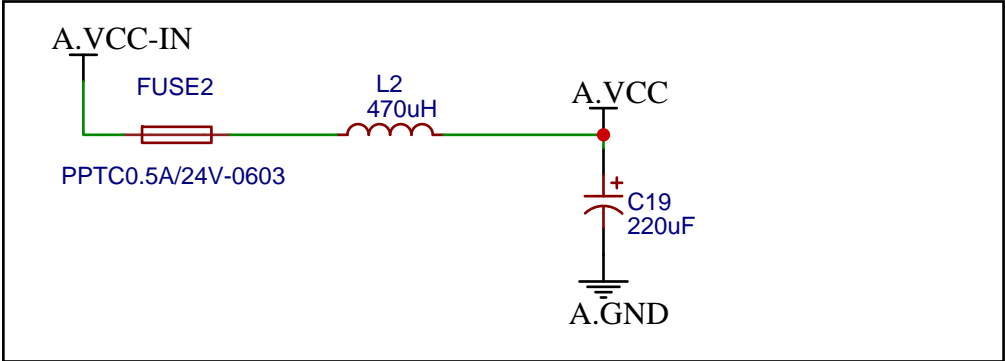 A.VCC-IN
FUSE2
L2
470uH
A.VCC
PPTC0.5A/24V-0603
+
C19
220uF
A.GND